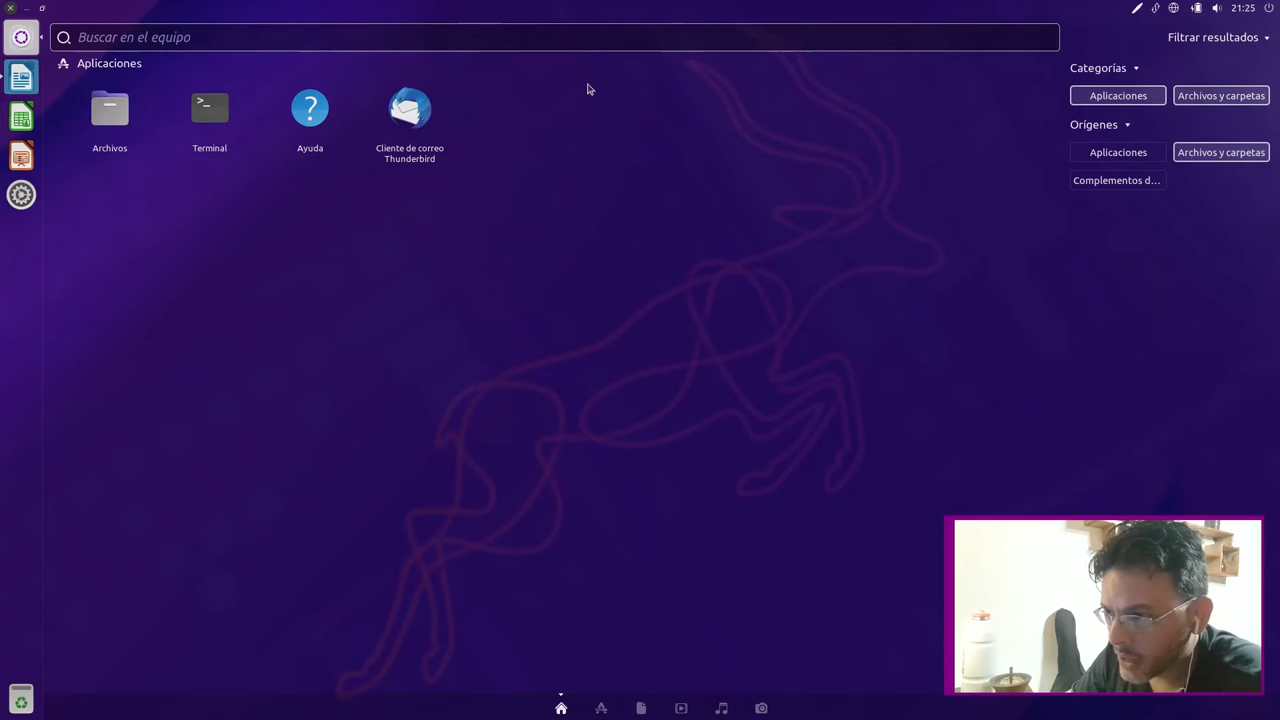 21:25
Buscar en el equipo
Filtrar resultados
Aplicaciones
Archivos
Terminal
Ayuda
Cliente de correo
Thunderbird
Categorías
Aplicaciones
Archivos y carpetas
Orígenes
Aplicaciones
Archivos y carpetas
Complementos d...